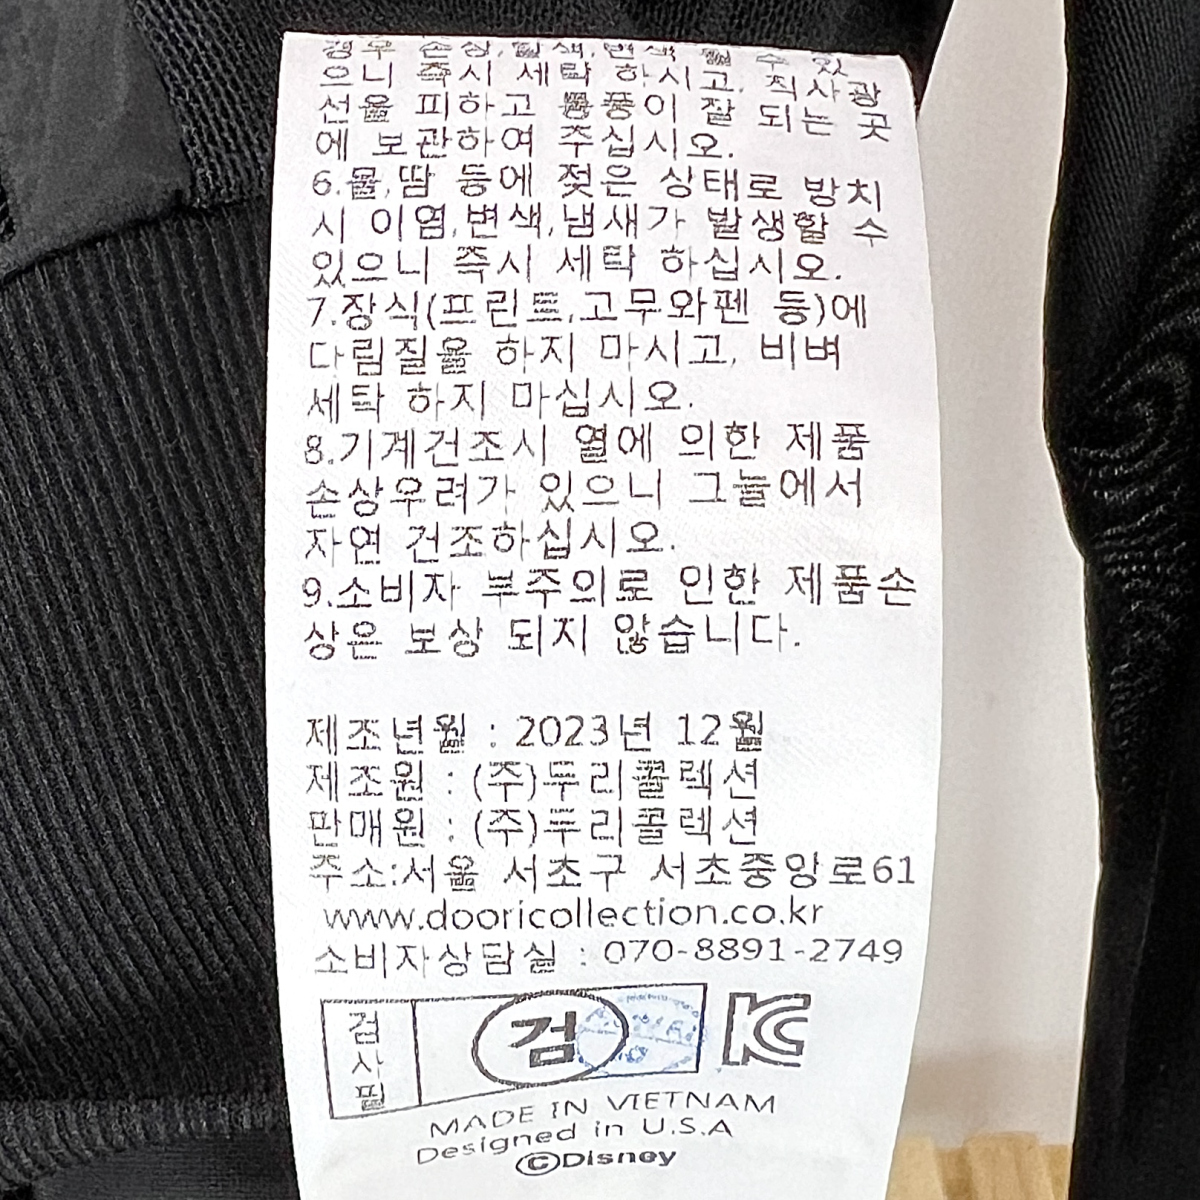 경우 손상,탈색,변색 될 수 있
으니 즉시 세탁 하시고, 직사광
선을 피하고 통풍이 잘 되는 곳
에 보관하여 주십시오.
6.물,땀 등에 젖은 상태로 방치
시 이염,변색,냄새가 발생할 수
있으니 즉시 세탁 하십시오.
7.장식(프린트,고무와펜 등)에
다림질을 하지 마시고, 비벼
세탁 하지 마십시오.
8.기계건조시 열에 의한 제품
손상우려가 있으니 그늘에서
자연 건조하십시오.
9.소비자 부주의로 인한 제품손
상은 보상 되지 않습니다.
제조년월 : 2023년 12월
제조원 : (주)두리콜렉션
판매원 : (주)두리콜렉션
주소:서울 서초구 서초중앙로61
www.dooricollection.co.kr
소비자상담실 : 070-8891-2749
검사필
검
KC
MADE IN VIETNAM
Designed in U.S.A
©Disney